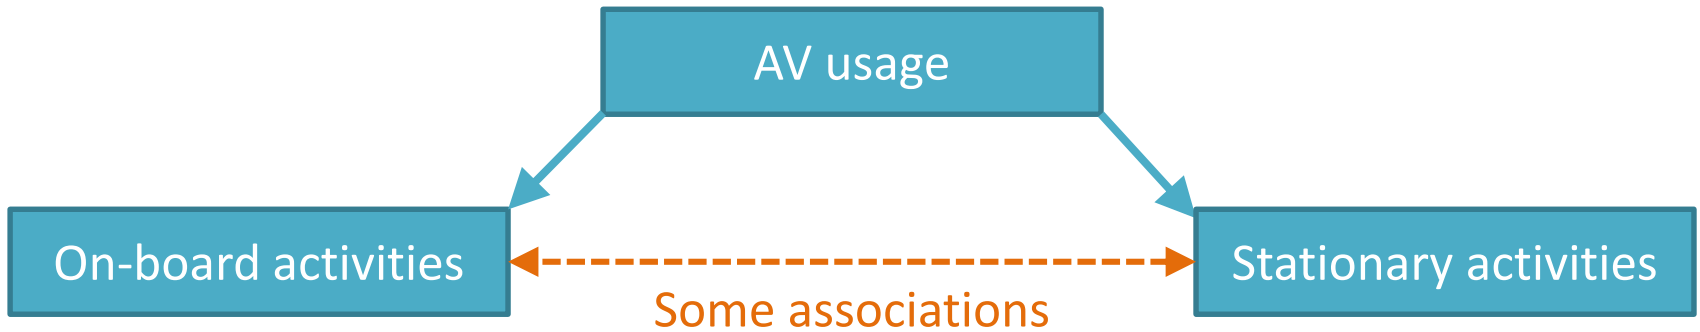 AV usage
On-board activities
Stationary activities
Some associations